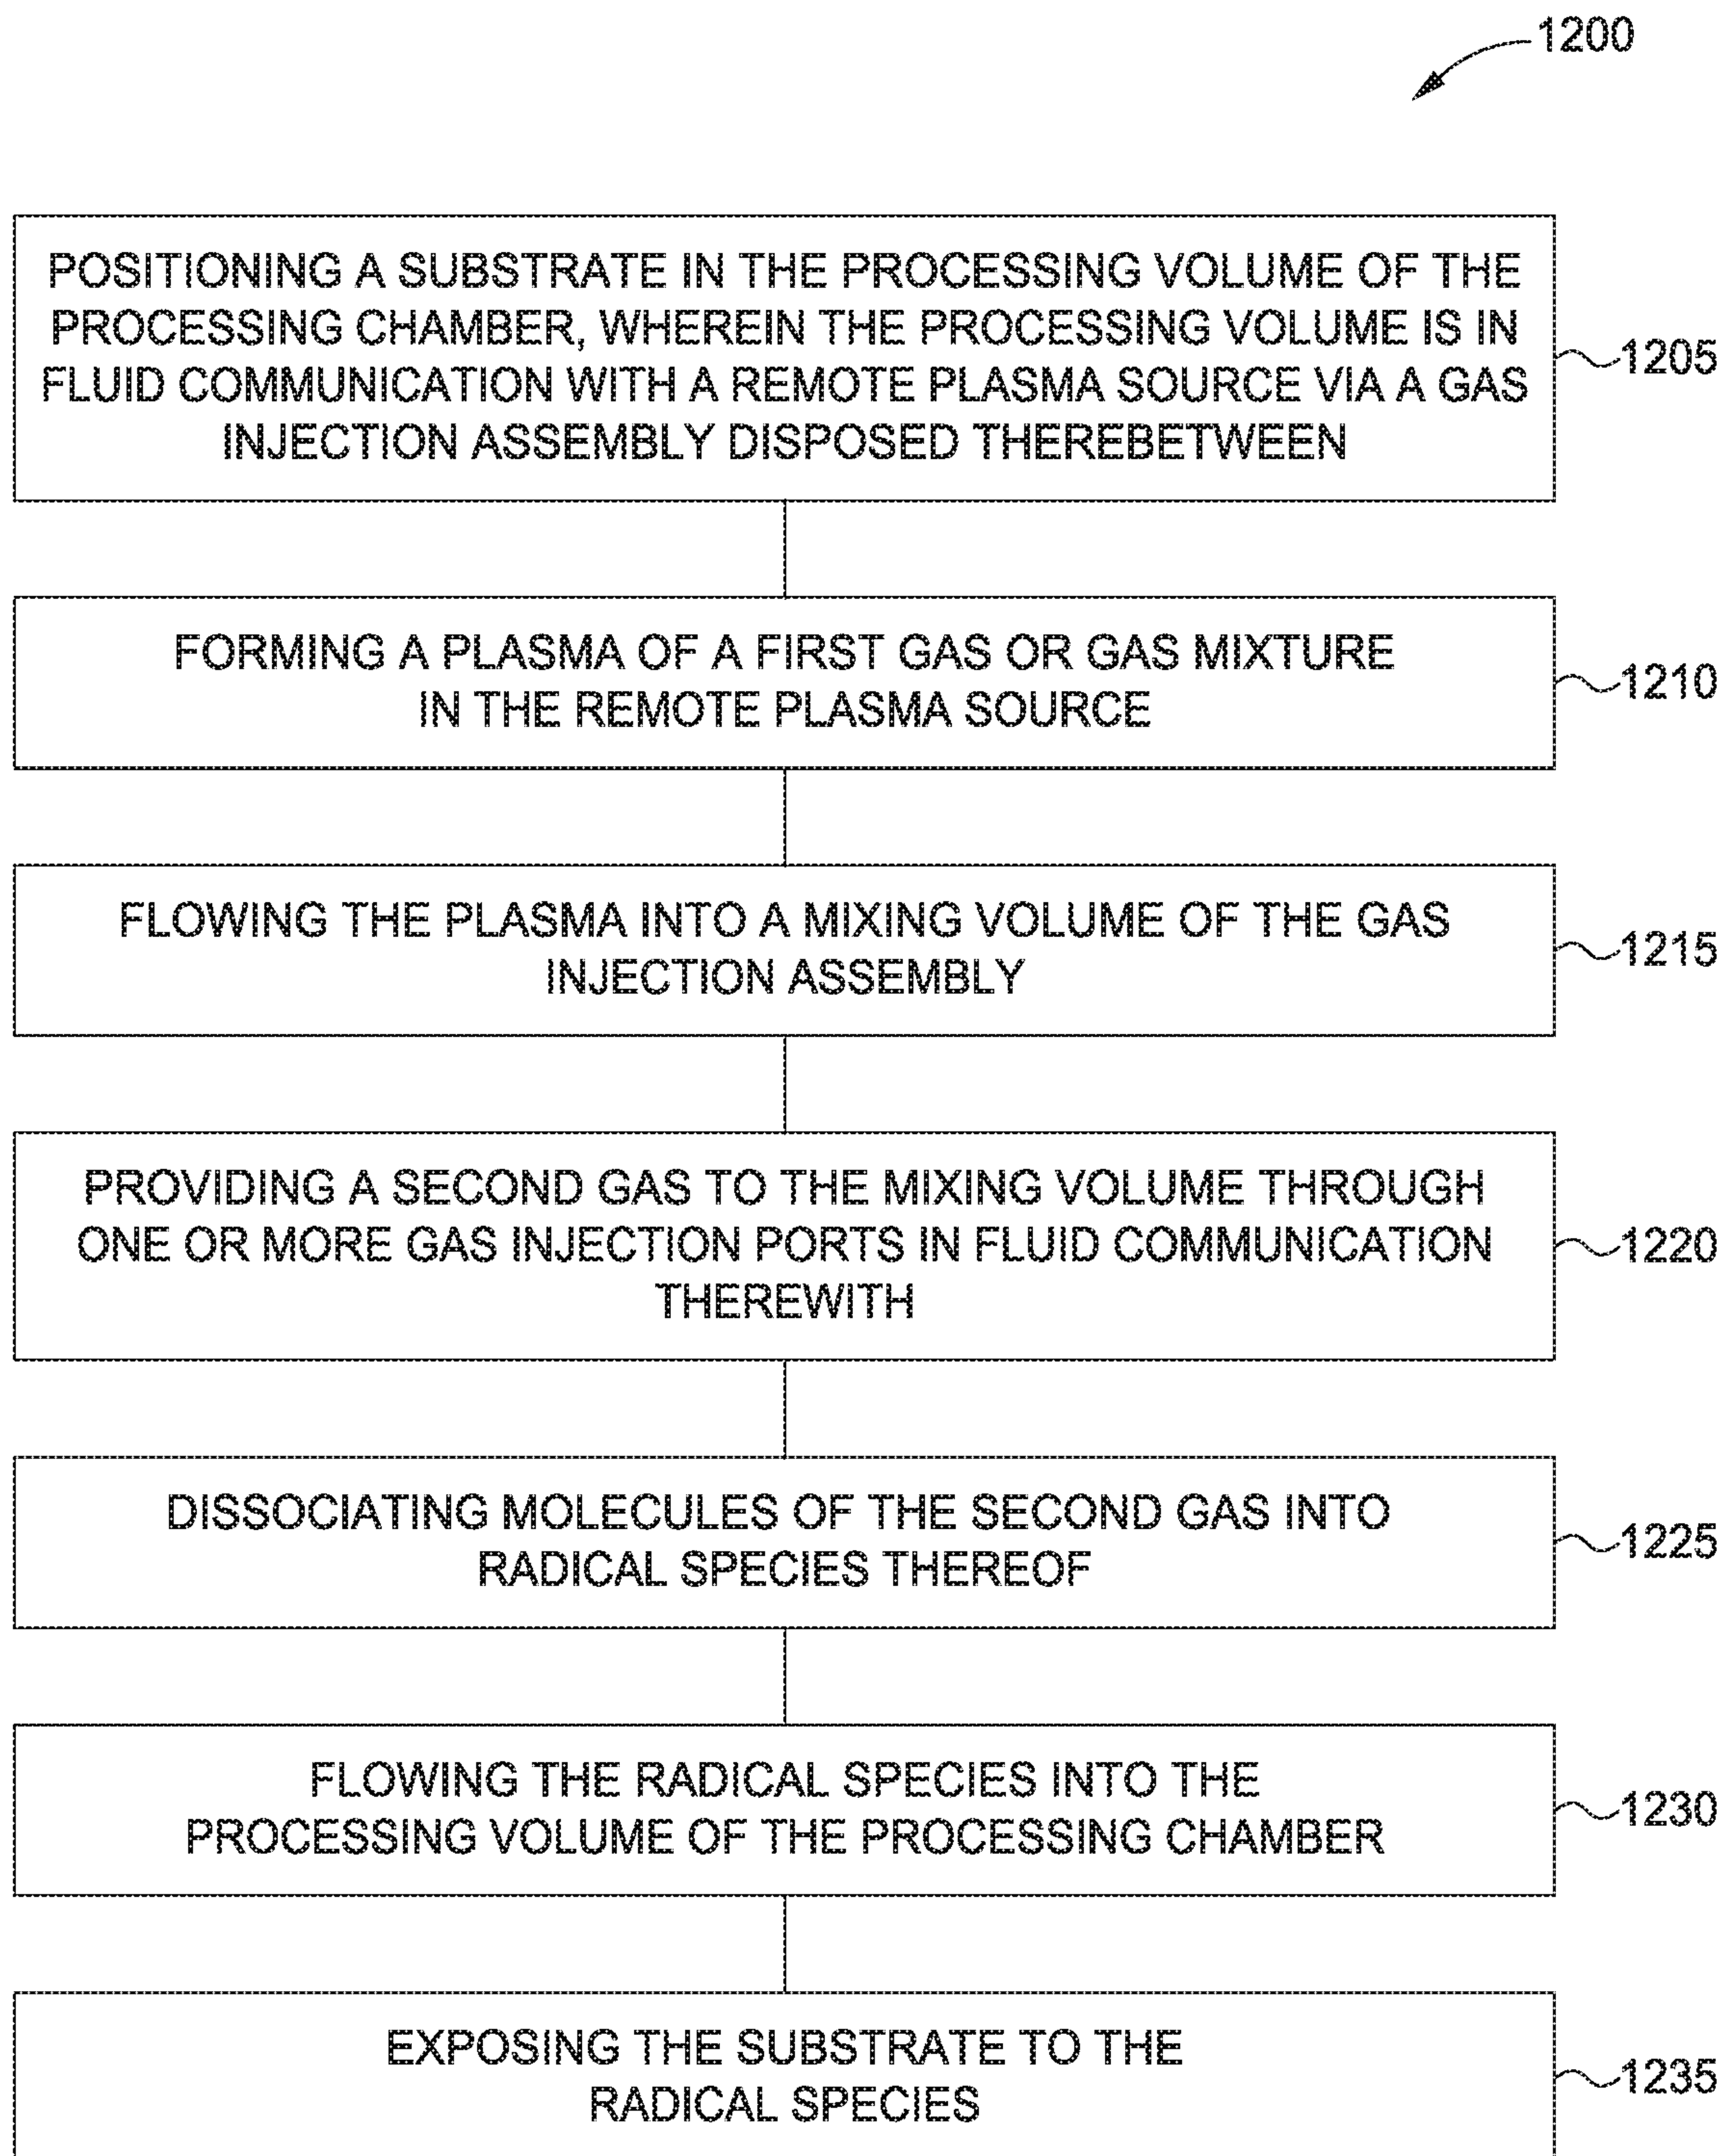 1200
POSITIONING A SUBSTRATE IN THE PROCESSING VOLUME OF THE
PROCESSING CHAMBER, WHEREIN THE PROCESSING VOLUME IS IN
FLUID COMMUNICATION WITH A REMOTE PLASMA SOURCE VIA A GAS
INJECTION ASSEMBLY DISPOSED THEREBETWEEN
1205
FORMING A PLASMA OF A FIRST GAS OR GAS MIXTURE
IN THE REMOTE PLASMA SOURCE
1210
FLOWING THE PLASMA INTO A MIXING VOLUME OF THE GAS
INJECTION ASSEMBLY
1215
PROVIDING A SECOND GAS TO THE MIXING VOLUME THROUGH
ONE OR MORE GAS INJECTION PORTS IN FLUID COMMUNICATION
THEREWITH
1220
DISSOCIATING MOLECULES OF THE SECOND GAS INTO
RADICAL SPECIES THEREOF
1225
FLOWING THE RADICAL SPECIES INTO THE
PROCESSING VOLUME OF THE PROCESSING CHAMBER
1230
EXPOSING THE SUBSTRATE TO THE
RADICAL SPECIES
1235